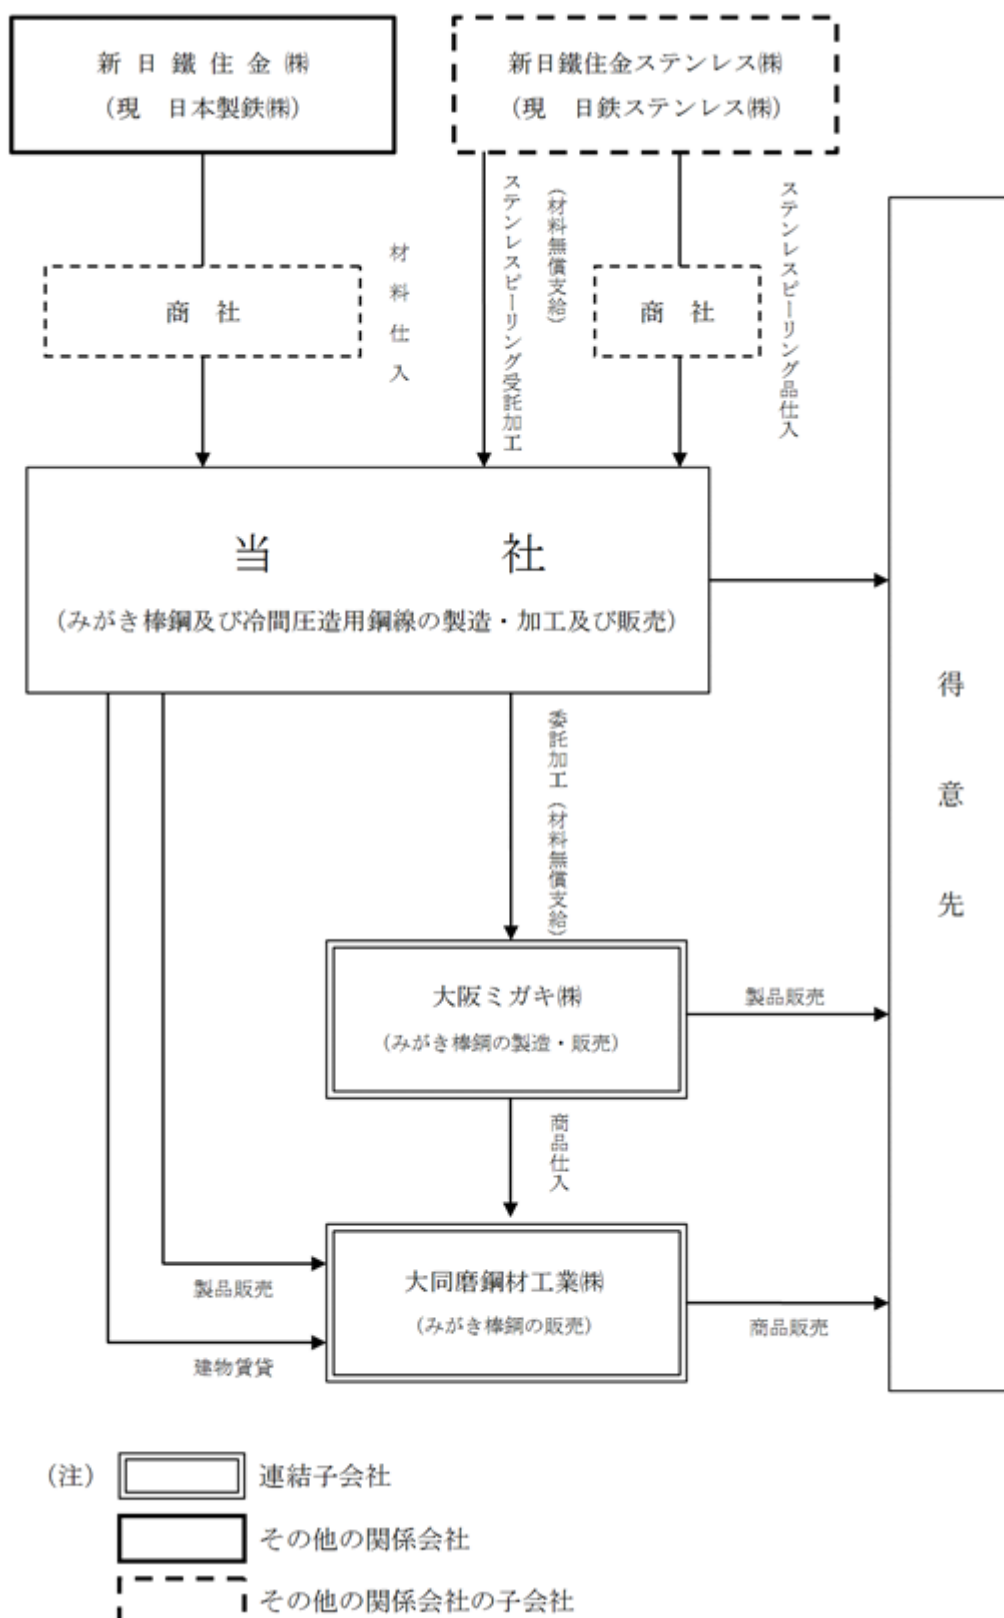 新日鐵住金㈱
(現　日本製鉄㈱)
新日鐵住金ステンレス㈱
(現　日鉄ステンレス㈱)
商　社
材料仕入
ステンレスピーリング受託加工
(材料無償支給)
商　社
ステンレスピーリング品仕入
当　社
(みがき棒鋼及び冷間圧造用鋼線の製造・加工及び販売)
得意先
委託加工(材料無償支給)
大阪ミガキ㈱
(みがき棒鋼の製造・販売)
製品販売
商品仕入
大同磨鋼材工業㈱
(みがき棒鋼の販売)
製品販売
建物賃貸
商品販売
(注)
連結子会社
その他の関係会社
その他の関係会社の子会社